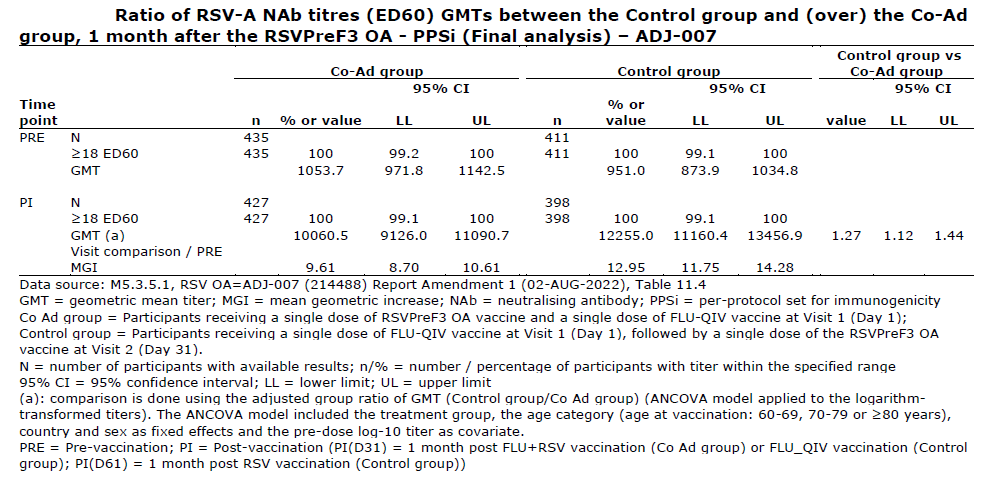 Ratio of RSV-A NAb titres (ED60) GMTs between the Control group and (over) the Co-Ad
group, 1 month after the RSVPreF3 OA - PPSi (Final analysis) – ADJ-007
Co-Ad group Control group Control group vs Co-Ad group
95% CI 95% CI 95% CI
Time point n % or value LL UL n % or value LL UL value LL UL
PRE N 435 411
≥18 ED60 435 100 99.2 100 411 100 99.1 100
GMT 1053.7 971.8 1142.5 951.0 873.9 1034.8
PI N 427 398
≥18 ED60 427 100 99.1 100 398 100 99.1 100
GMT (a) 10060.5 9126.0 11090.7 12255.0 11160.4 13456.9 1.27 1.12 1.44
Visit comparison / PRE
MGI 9.61 8.70 10.61 12.95 11.75 14.28
Data source: M5.3.5.1, RSV OA=ADJ-007 (214488) Report Amendment 1 (02-AUG-2022), Table 11.4
GMT = geometric mean titer; MGI = mean geometric increase; NAb = neutralising antibody; PPSi = per-protocol set for immunogenicity
Co Ad group = Participants receiving a single dose of RSVPreF3 OA vaccine and a single dose of FLU-QIV vaccine at Visit 1 (Day 1);
Control group = Participants receiving a single dose of FLU-QIV vaccine at Visit 1 (Day 1), followed by a single dose of the RSVPreF3 OA
vaccine at Visit 2 (Day 31).
N = number of participants with available results; n/% = number / percentage of participants with titer within the specified range
95% CI = 95% confidence interval; LL = lower limit; UL = upper limit
(a): comparison is done using the adjusted group ratio of GMT (Control group/Co Ad group) (ANCOVA model applied to the logarithm-
transformed titers). The ANCOVA model included the treatment group, the age category (age at vaccination: 60-69, 70-79 or ≥80 years),
country and sex as fixed effects and the pre-dose log-10 titer as covariate.
PRE = Pre-vaccination; PI = Post-vaccination (PI(D31) = 1 month post FLU+RSV vaccination (Co Ad group) or FLU_QIV vaccination (Control
group); PI(D61) = 1 month post RSV vaccination (Control group))